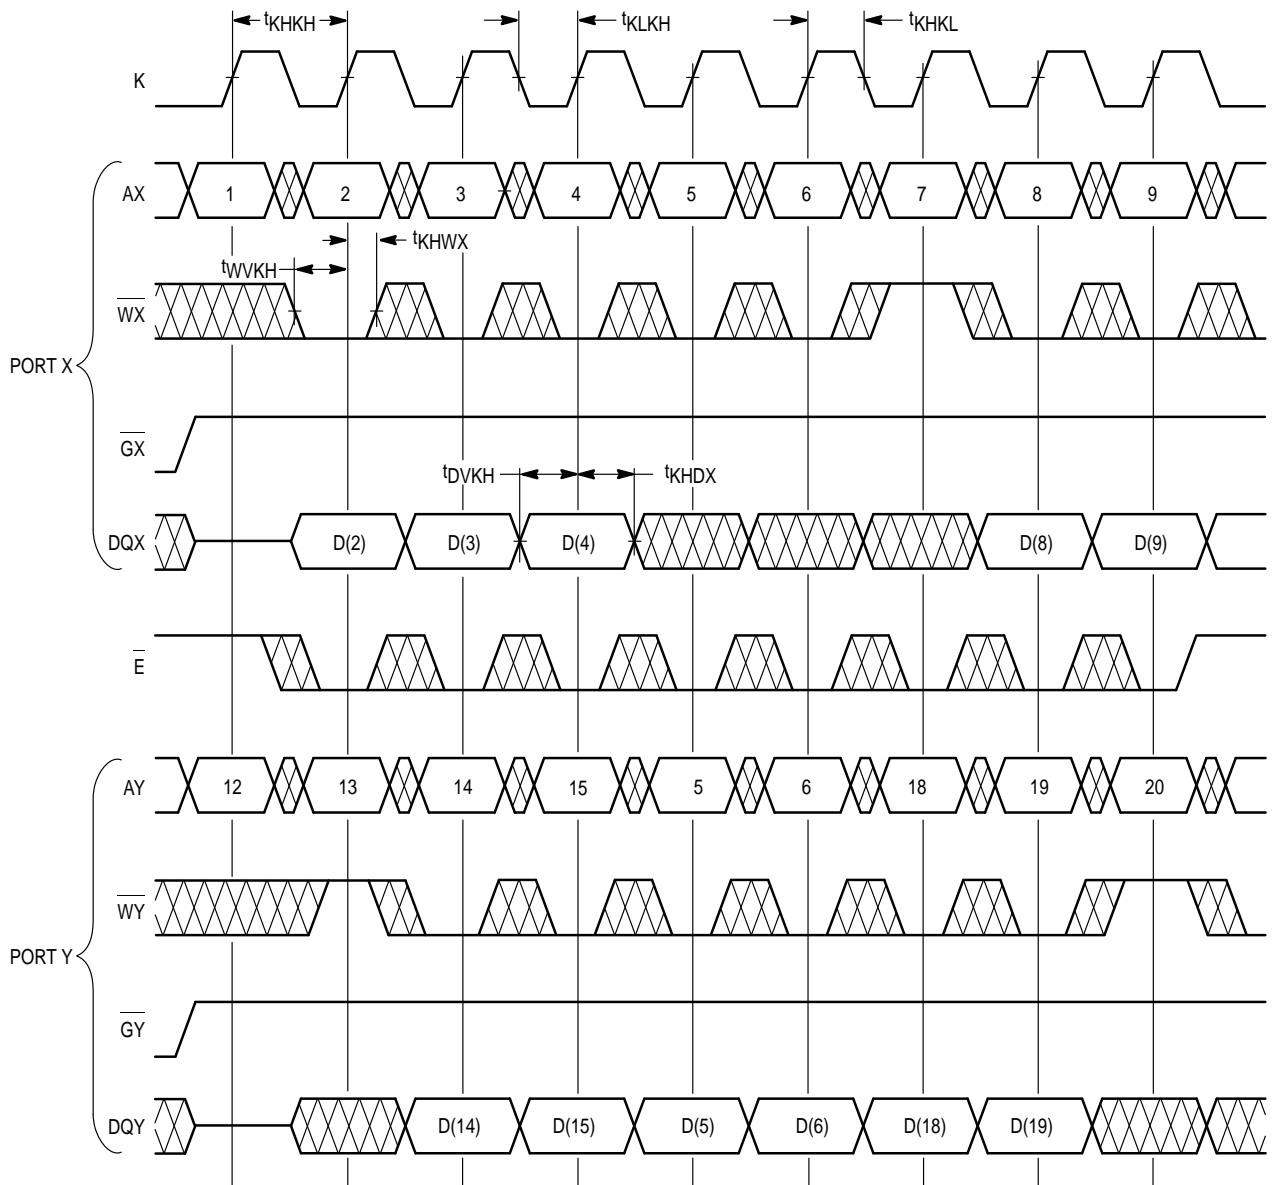 tKHKH tKLKH tKHKL
K
AX 1 2 3 4 5 6 7 8 9
tKHWX
tWVKH
WX
PORT X
GX
tDVKH tKHDX
DQX D(2) D(3) D(4) D(8) D(9)
E
AY 12 13 14 15 5 6 18 19 20
WY
PORT Y
GY
DQY D(14) D(15) D(5) D(6) D(18) D(19)